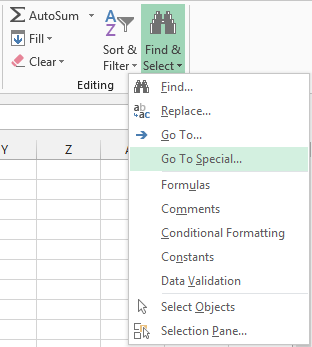 AutoSum
Fill
Clear
Sort &
Filter
Find &
Select
Editing
Find...
Replace...
Go To...
Go To Special...
Formulas
Comments
Conditional Formatting
Constants
Data Validation
Select Objects
Selection Pane...
Y
Z